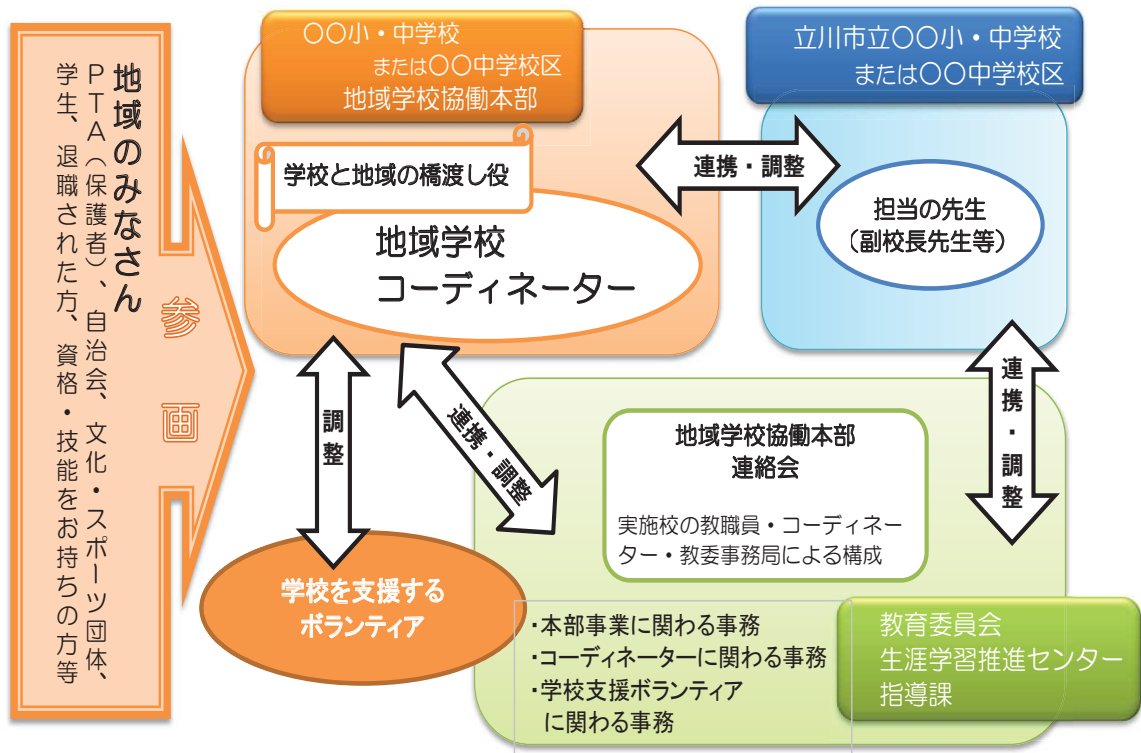 地域のみなさん
PTA（保護者）、自治会、文化・スポーツ団体、
学生、退職された方、資格・技能をお持ちの方等
参画
〇〇小・中学校
または〇〇中学校区
地域学校協働本部
学校と地域の橋渡し役
地域学校
コーディネーター
連携・調整
立川市立〇〇小・中学校
または〇〇中学校区
担当の先生
（副校長先生等）
調整
連携・調整
連携・調整
学校を支援する
ボランティア
地域学校協働本部
連絡会
実施校の教職員・コーディネー
ター・教委事務局による構成
・本部事業に関わる事務
・コーディネーターに関わる事務
・学校支援ボランティア
に関わる事務
教育委員会
生涯学習推進センター
指導課